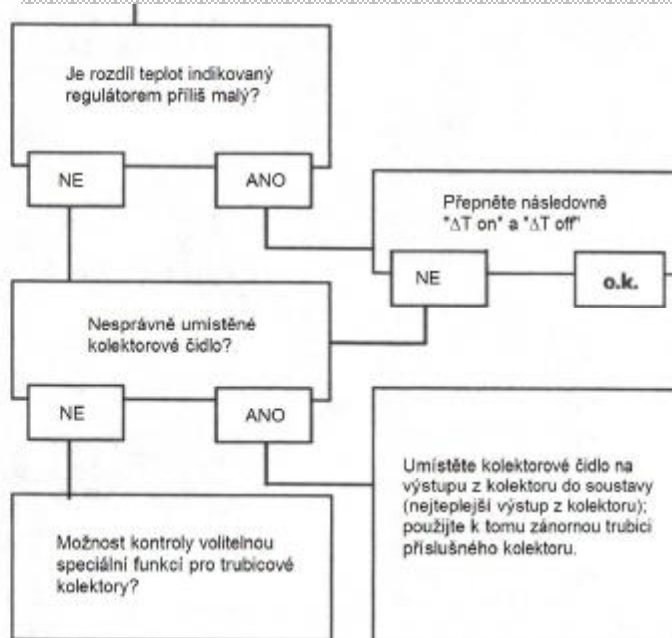 Je rozdíl teplot indikovaný
regulátorem příliš malý?
NE
ANO
Přepněte následovně
"ΔT on" a "ΔT off"
NE
o.k.
Nesprávně umístěné
kolektorové čidlo?
NE
ANO
Umístěte kolektorové čidlo na
výstupu z kolektoru do soustavy
(nejteplejší výstup z kolektoru);
použijte k tomu zánornou trubici
příslušného kolektoru.
Možnost kontroly volitelnou
speciální funkcí pro trubicové
kolektory?